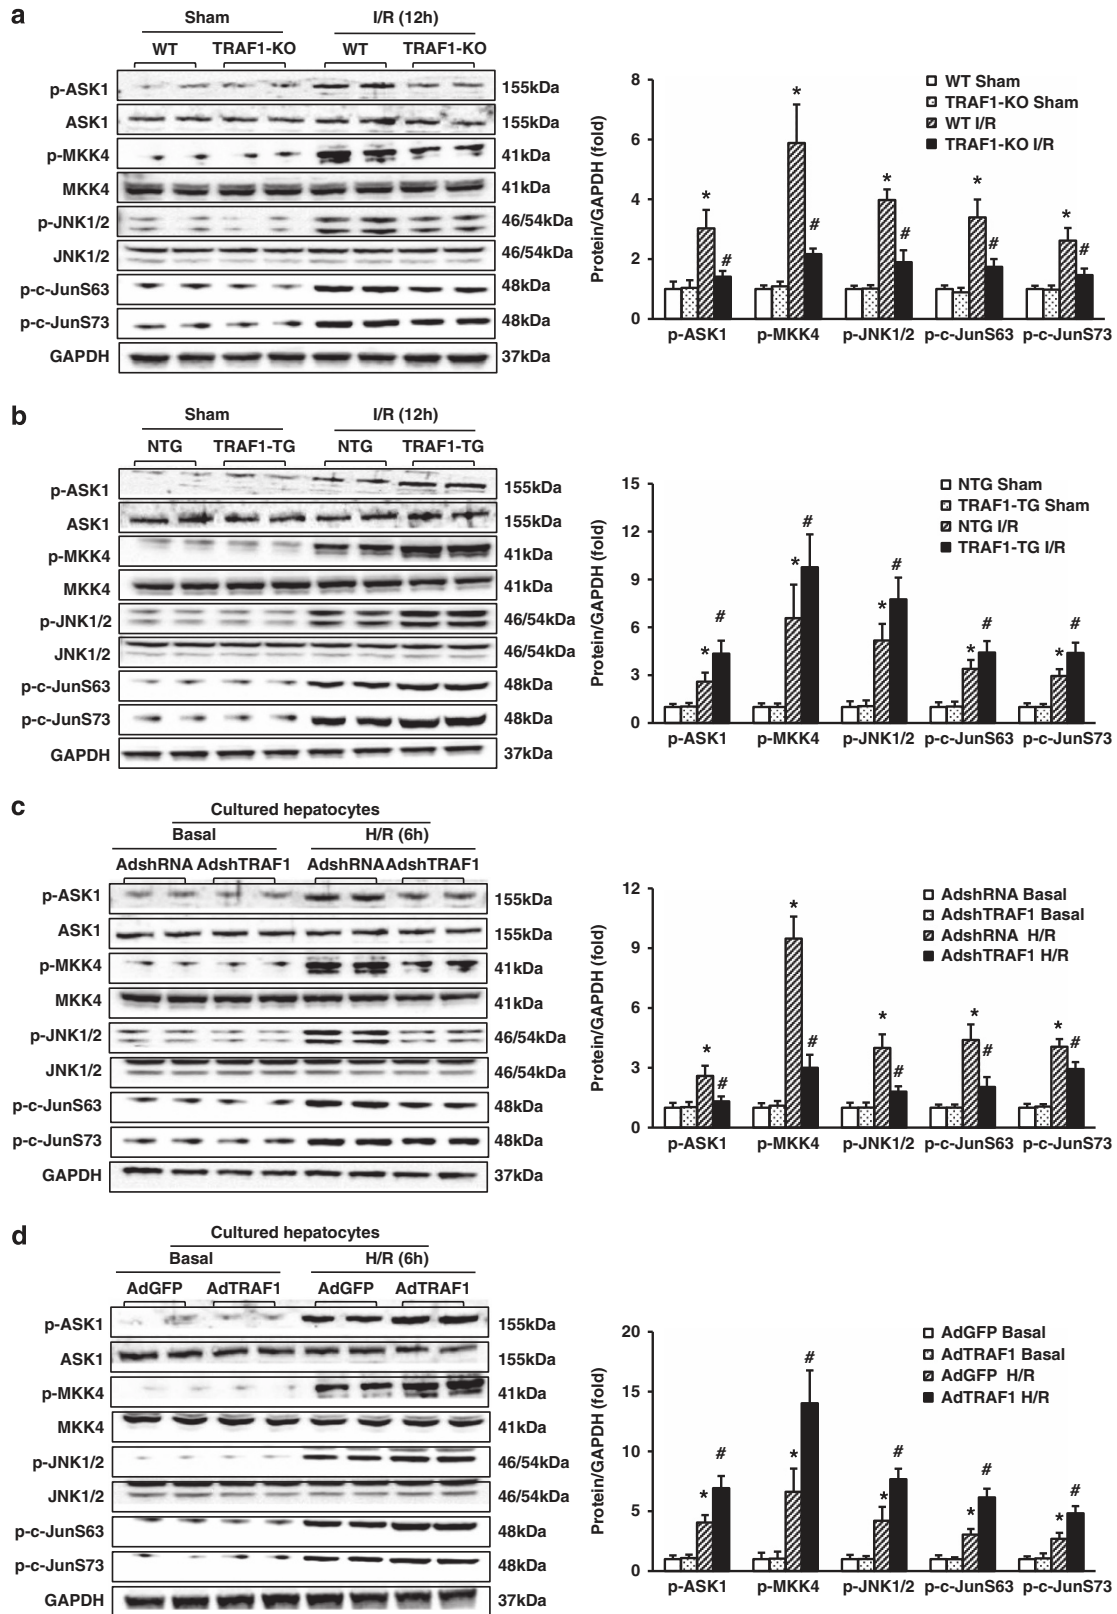 a
Sham I/R (12h)
WT TRAF1-KO WT TRAF1-KO
p-ASK1 155kDa
ASK1 155kDa
p-MKK4 41kDa
MKK4 41kDa
p-JNK1/2 46/54kDa
JNK1/2 46/54kDa
p-c-JunS63 48kDa
p-c-JunS73 48kDa
GAPDH 37kDa
Protein/GAPDH (fold)
8
6
4
2
0
WT Sham
TRAF1-KO Sham
WT I/R
TRAF1-KO I/R
* # * # * # * # * #
p-ASK1 p-MKK4 p-JNK1/2 p-c-JunS63 p-c-JunS73
b
Sham I/R (12h)
NTG TRAF1-TG NTG TRAF1-TG
p-ASK1 155kDa
ASK1 155kDa
p-MKK4 41kDa
MKK4 41kDa
p-JNK1/2 46/54kDa
JNK1/2 46/54kDa
p-c-JunS63 48kDa
p-c-JunS73 48kDa
GAPDH 37kDa
Protein/GAPDH (fold)
15
12
9
6
3
0
NTG Sham
TRAF1-TG Sham
NTG I/R
TRAF1-TG I/R
* # * # * # * # * #
p-ASK1 p-MKK4 p-JNK1/2 p-c-JunS63 p-c-JunS73
c
Cultured hepatocytes
Basal H/R (6h)
AdshRNA AdshTRAF1 AdshRNA AdshTRAF1
p-ASK1 155kDa
ASK1 155kDa
p-MKK4 41kDa
MKK4 41kDa
p-JNK1/2 46/54kDa
JNK1/2 46/54kDa
p-c-JunS63 48kDa
p-c-JunS73 48kDa
GAPDH 37kDa
Protein/GAPDH (fold)
12
9
6
3
0
AdshRNA Basal
AdshTRAF1 Basal
AdshRNA H/R
AdshTRAF1 H/R
* # * # * # * # * #
p-ASK1 p-MKK4 p-JNK1/2 p-c-JunS63 p-c-JunS73
d
Cultured hepatocytes
Basal H/R (6h)
AdGFP AdTRAF1 AdGFP AdTRAF1
p-ASK1 155kDa
ASK1 155kDa
p-MKK4 41kDa
MKK4 41kDa
p-JNK1/2 46/54kDa
JNK1/2 46/54kDa
p-c-JunS63 48kDa
p-c-JunS73 48kDa
GAPDH 37kDa
Protein/GAPDH (fold)
20
15
10
5
0
AdGFP Basal
AdTRAF1 Basal
AdGFP H/R
AdTRAF1 H/R
* # * # * # * # * #
p-ASK1 p-MKK4 p-JNK1/2 p-c-JunS63 p-c-JunS73